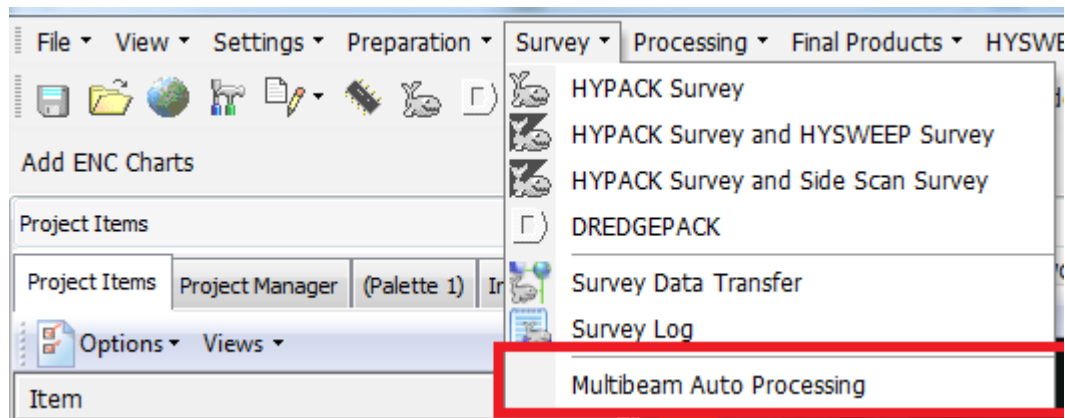 File View Settings Preparation Survey Processing Final Products HYSWE
HYPACK Survey
HYPACK Survey and HYSWEEP Survey
Add ENC Charts
HYPACK Survey and Side Scan Survey
Project Items
DREDGEPACK
Project Items Project Manager (Palette 1)
Survey Data Transfer
Options Views
Survey Log
Item
Multibeam Auto Processing